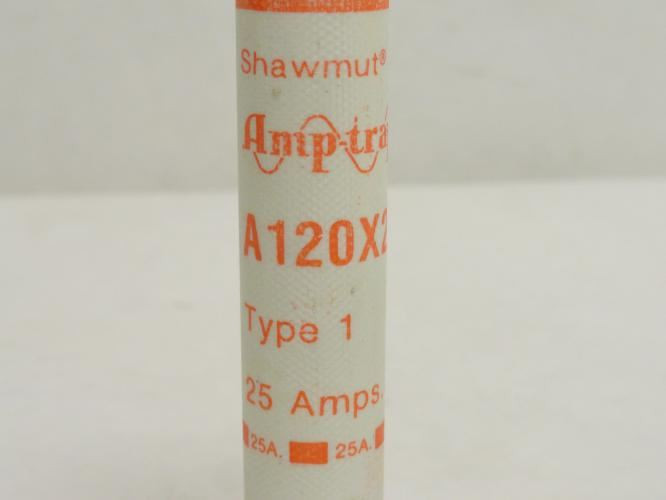 Shawmut®
Amp-tra
A120X2
Type 1
25 Amps.
25A. 25A.